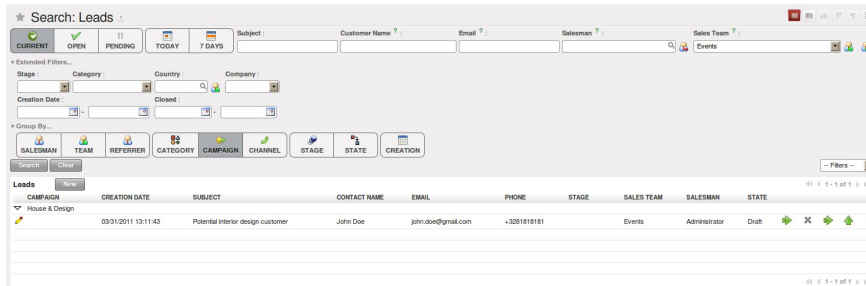 Search: Leads ?
CURRENT OPEN PENDING TODAY 7 DAYS
Subject : Customer Name ? : Email ? : Salesman ? : Sales Team ? :
Events
Extended Filters...
Stage : Category : Country : Company :
Creation Date : Closed :
- -
Group By...
SALESMAN TEAM REFERRER CATEGORY CAMPAIGN CHANNEL STAGE STATE CREATION
Search Clear -- Filters --
Leads New 1 - 1 of 1
CAMPAIGN CREATION DATE SUBJECT CONTACT NAME EMAIL PHONE STAGE SALES TEAM SALESMAN STATE
House & Design
03/31/2011 13:11:43 Potential interior design customer John Doe john.doe@gmail.com +3281818181 Events Administrator Draft
1 - 1 of 1